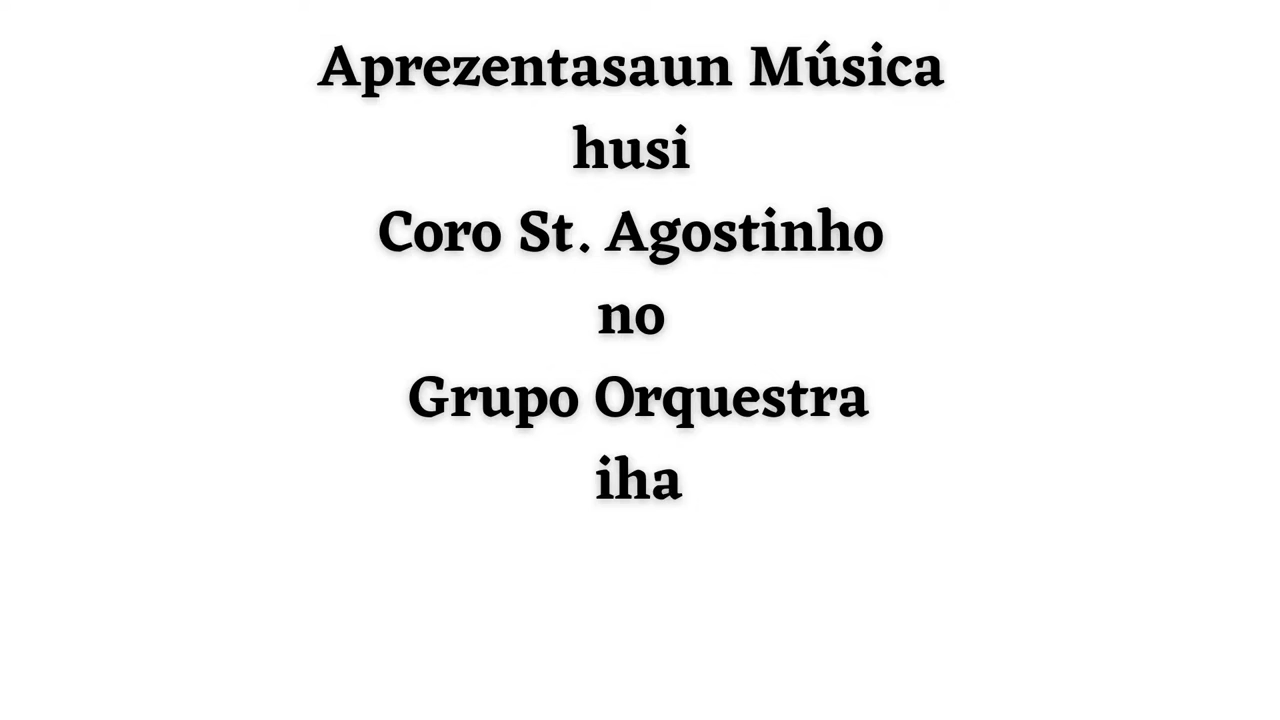 Aprezentasaun Música
husi
Coro St. Agostinho
no
Grupo Orquestra
iha